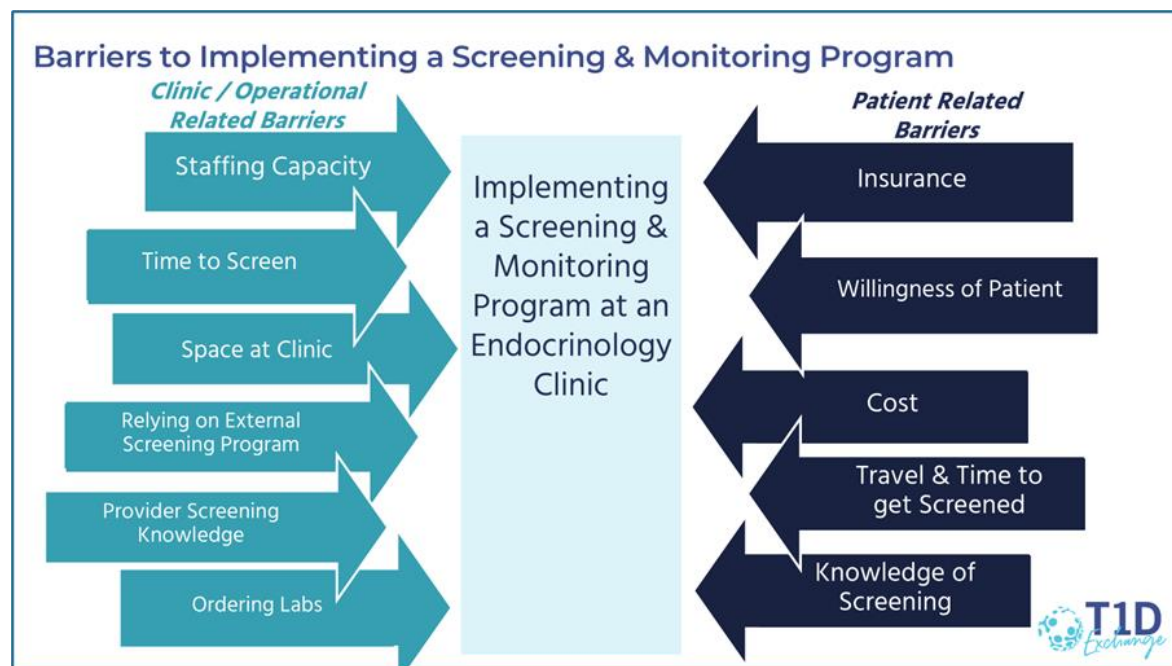 Barriers to Implementing a Screening & Monitoring Program
Clinic / Operational
Related Barriers
Staffing Capacity
Time to Screen
Space at Clinic
Relying on External
Screening Program
Provider Screening
Knowledge
Ordering Labs
Implementing
a Screening &
Monitoring
Program at an
Endocrinology
Clinic
Patient Related
Barriers
Insurance
Willingness of Patient
Cost
Travel & Time to
get Screened
Knowledge of
Screening
T1D
Exchange